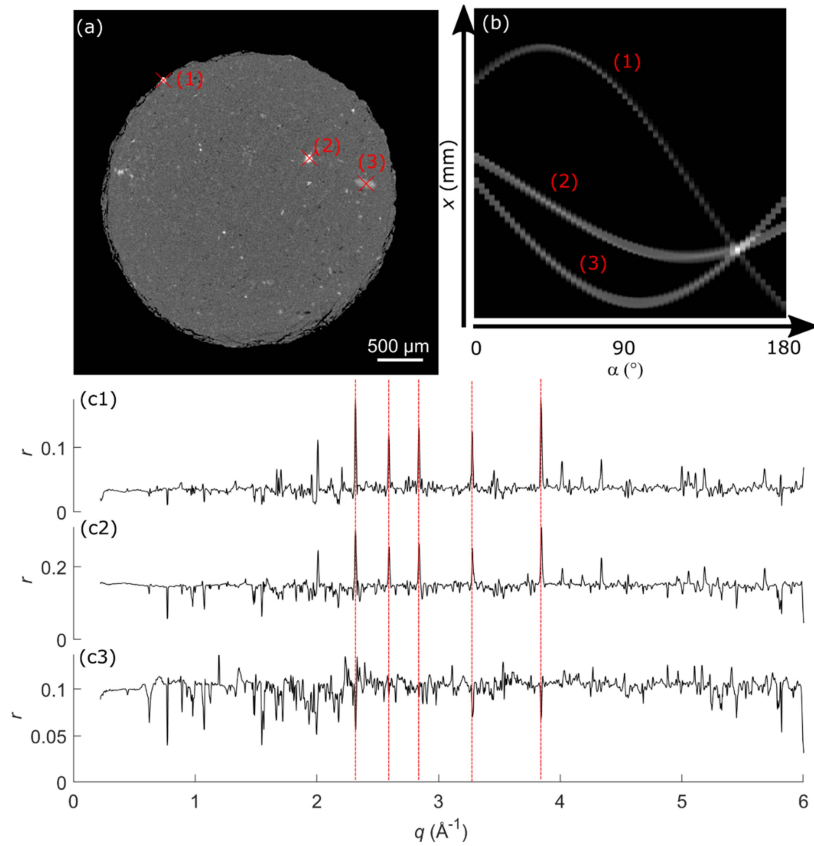 (a)
(1)
(2)
(3)
500 µm
(b)
(1)
(2)
(3)
x (mm)
0
90
180
α (°)
(c1)
0.1
r
0
(c2)
0.2
r
0
(c3)
0.1
r
0.05
0
0
1
2
3
4
5
6
q (Å⁻¹)